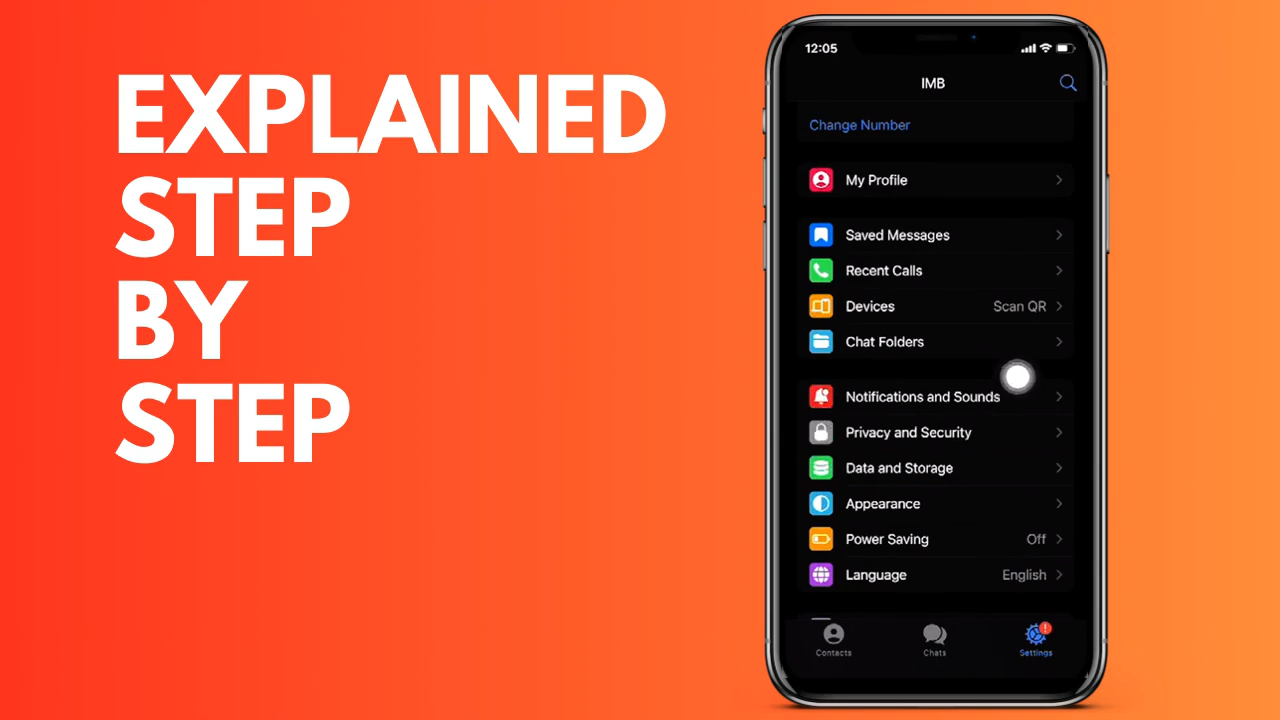 EXPLAINED
STEP
BY
STEP
12:05
IMB
Change Number
My Profile
Saved Messages
Recent Calls
Devices Scan QR
Chat Folders
Notifications and Sounds
Privacy and Security
Data and Storage
Appearance
Power Saving Off
Language English
Contacts Chats Settings